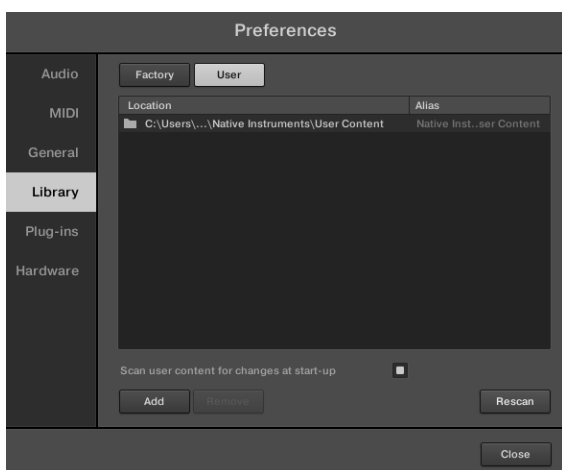 Preferences
Audio
MIDI
General
Library
Plug-ins
Hardware
Factory User
Location Alias
C:\Users\...\Native Instruments\User Content Native Inst..ser Content
Scan user content for changes at start-up
Add Remove Rescan
Close